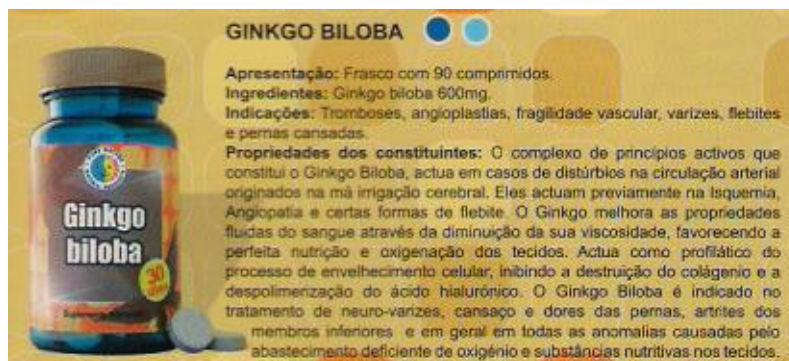 GINKGO BILOBA
Apresentação: Frasco com 90 comprimidos.
Ingredientes: Ginkgo biloba 600mg.
Indicações: Tromboses, angioplastias, fragilidade vascular, varizes, flebites
e pernas cansadas.
Propriedades dos constituintes: O complexo de princípios activos que
constitui o Ginkgo Biloba, actua em casos de distúrbios na circulação arterial
originados na má irrigação cerebral. Eles actuam previamente na Isquemia,
Angiopatia e certas formas de flebite. O Ginkgo melhora as propriedades
fluidas do sangue através da diminuição da sua viscosidade, favorecendo a
perfeita nutrição e oxigenação dos tecidos. Actua como profilático do
processo de envelhecimento celular, inibindo a destruição do colágenio e a
despolimerização do ácido hialurónico. O Ginkgo Biloba é indicado no
tratamento de neuro-varizes, cansaço e dores das pernas, artrites dos
membros inferiores e em geral em todas as anomalias causadas pelo
abastecimento deficiente de oxigénio e substâncias nutritivas nos tecidos.
Ginkgo
biloba
30